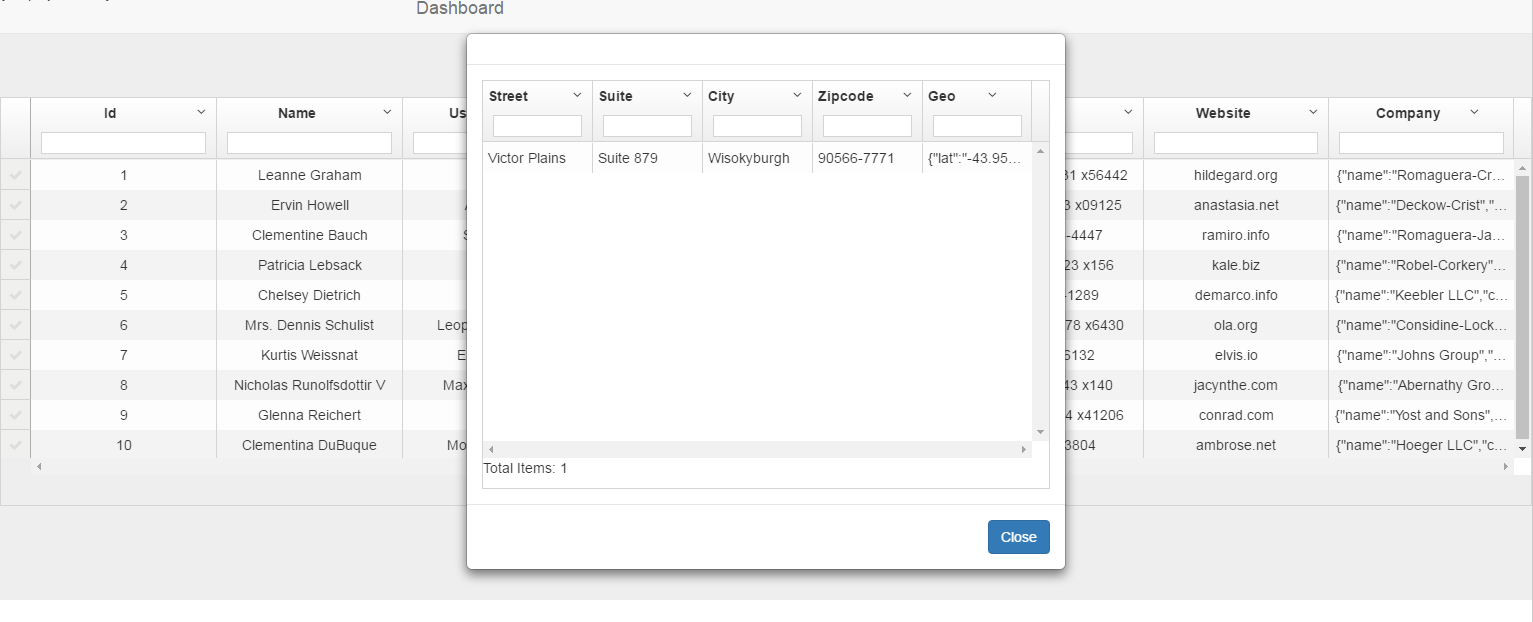 Dashboard
Id Name Us Website Company
Street Suite City Zipcode Geo
Victor Plains Suite 879 Wisokyburgh 90566-7771 {"lat":"-43.95...
1 Leanne Graham 31 x56442 hildegard.org {"name":"Romaguera-Cr...
2 Ervin Howell 3 x09125 anastasia.net {"name":"Deckow-Crist","...
3 Clementine Bauch -4447 ramiro.info {"name":"Romaguera-Ja...
4 Patricia Lebsack 23 x156 kale.biz {"name":"Robel-Corkery"...
5 Chelsey Dietrich -1289 demarco.info {"name":"Keebler LLC","c...
6 Mrs. Dennis Schulist Leop 78 x6430 ola.org {"name":"Considine-Lock...
7 Kurtis Weissnat E 6132 elvis.io {"name":"Johns Group","...
8 Nicholas Runolfsdottir V Max 43 x140 jacynthe.com {"name":"Abernathy Gro...
9 Glenna Reichert 4 x41206 conrad.com {"name":"Yost and Sons",...
10 Clementina DuBuque Mo 3804 ambrose.net {"name":"Hoeger LLC","c...
Total Items: 1
Close